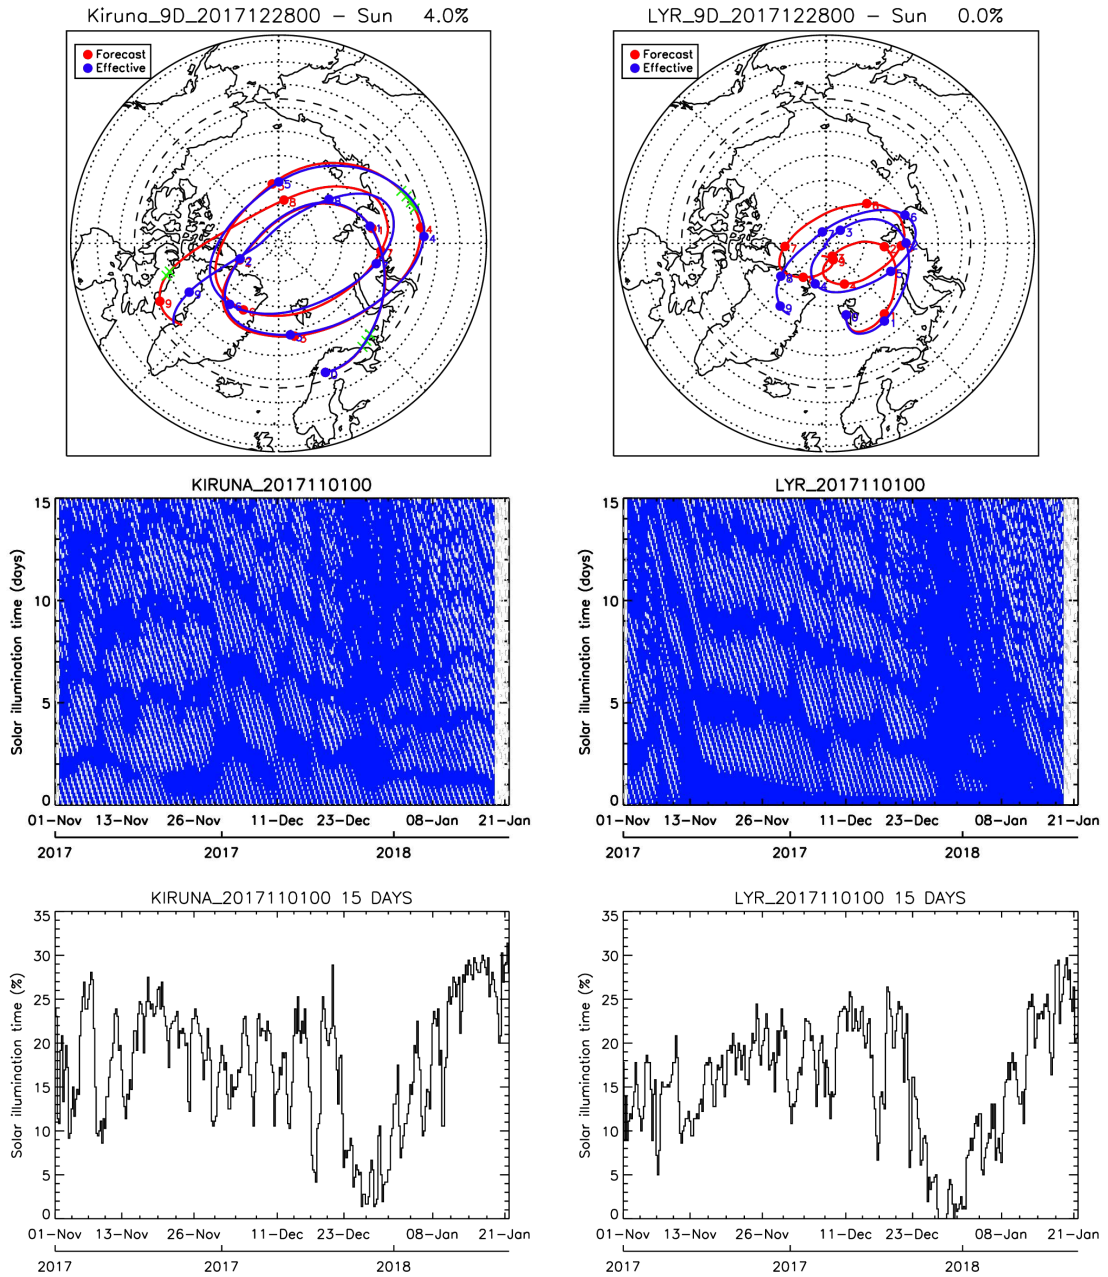 Kiruna_9D_2017122800 – Sun 4.0%
Forecast
Effective
LYR_9D_2017122800 – Sun 0.0%
Forecast
Effective
KIRUNA_2017110100
Solar illumination time (days)
15
10
5
0
01-Nov 13-Nov 26-Nov 11-Dec 23-Dec 08-Jan 21-Jan
2017 2017 2018
LYR_2017110100
Solar illumination time (days)
15
10
5
0
01-Nov 13-Nov 26-Nov 11-Dec 23-Dec 08-Jan 21-Jan
2017 2017 2018
KIRUNA_2017110100 15 DAYS
Solar illumination time (%)
35
30
25
20
15
10
5
0
01-Nov 13-Nov 26-Nov 11-Dec 23-Dec 08-Jan 21-Jan
2017 2017 2018
LYR_2017110100 15 DAYS
Solar illumination time (%)
35
30
25
20
15
10
5
0
01-Nov 13-Nov 26-Nov 11-Dec 23-Dec 08-Jan 21-Jan
2017 2017 2018